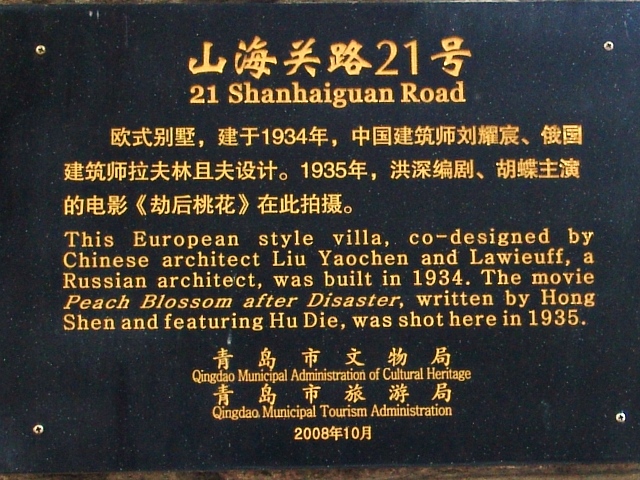 山海关路21号
21 Shanhaiguan Road
欧式别墅，建于1934年，中国建筑师刘耀宸、俄国
建筑师拉夫林且夫设计。1935年，洪深编剧、胡蝶主演
的电影《劫后桃花》在此拍摄。
This European style villa, co-designed by
Chinese architect Liu Yaochen and Lawieuff, a
Russian architect, was built in 1934. The movie
Peach Blossom after Disaster, written by Hong
Shen and featuring Hu Die, was shot here in 1935.
青岛市文物局
Qingdao Municipal Administration of Cultural Heritage
青岛市旅游局
Qingdao Municipal Tourism Administration
2008年10月